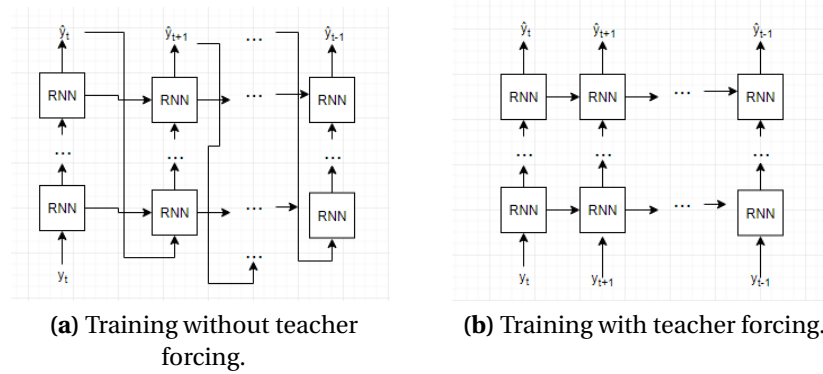 ŷt ŷt+1 ... ŷt-1
RNN RNN ... RNN
... ... ...
RNN RNN ... RNN
...
yt
(a) Training without teacher
forcing.
ŷt ŷt+1 ŷt-1
RNN RNN ... RNN
... ... ...
RNN RNN ... RNN
yt yt+1 yt-1
(b) Training with teacher forcing.